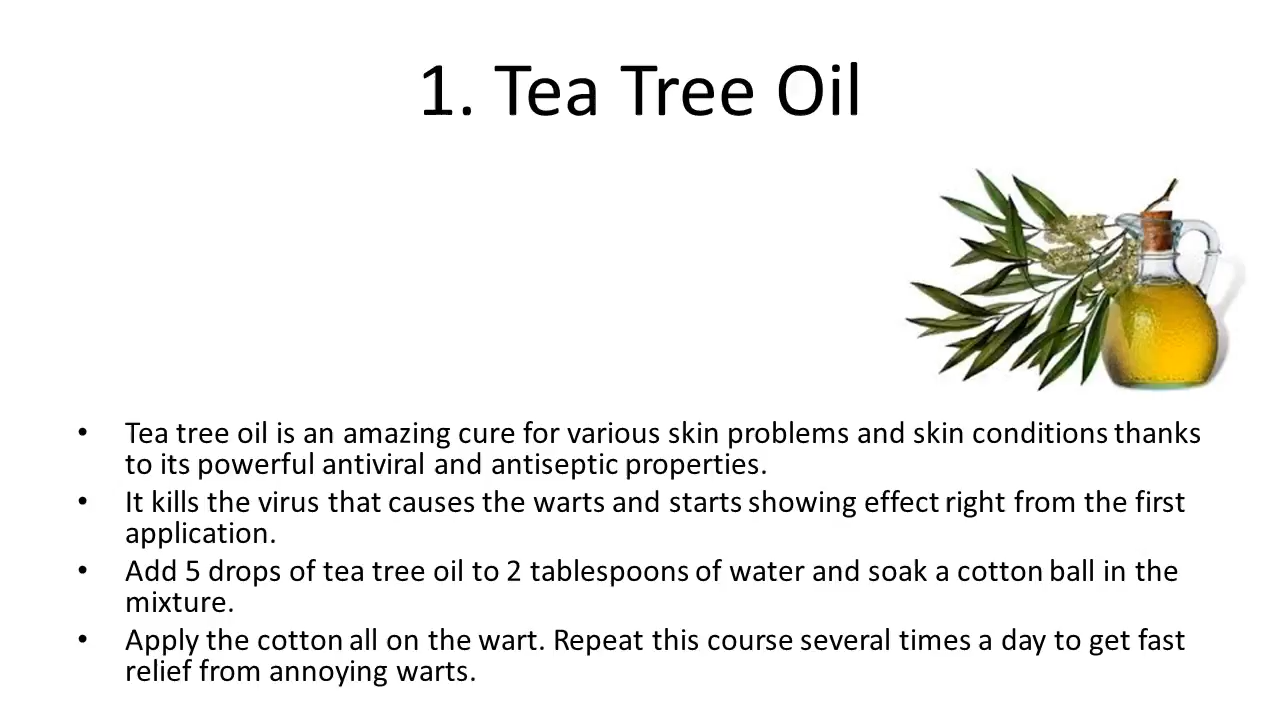 1. Tea Tree Oil
• Tea tree oil is an amazing cure for various skin problems and skin conditions thanks
to its powerful antiviral and antiseptic properties.
• It kills the virus that causes the warts and starts showing effect right from the first
application.
• Add 5 drops of tea tree oil to 2 tablespoons of water and soak a cotton ball in the
mixture.
• Apply the cotton all on the wart. Repeat this course several times a day to get fast
relief from annoying warts.